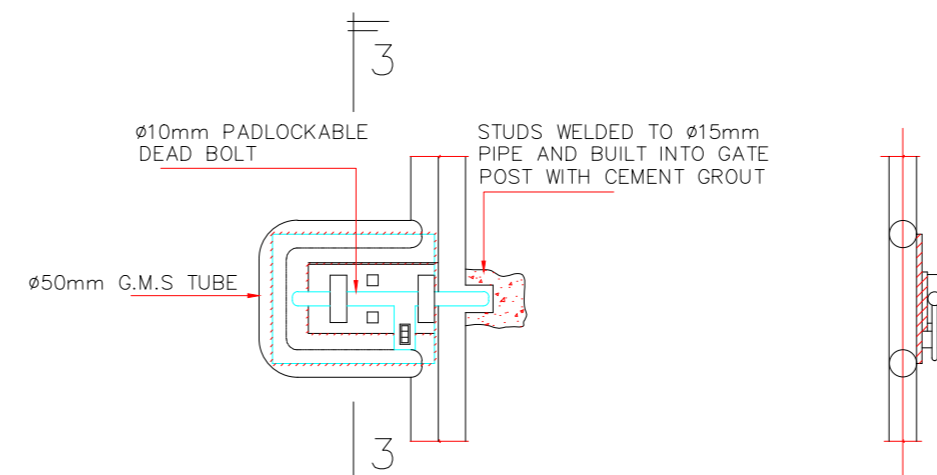 3
ø10mm PADLOCKABLE
DEAD BOLT
STUDS WELDED TO ø15mm
PIPE AND BUILT INTO GATE
POST WITH CEMENT GROUT
ø50mm G.M.S TUBE
3